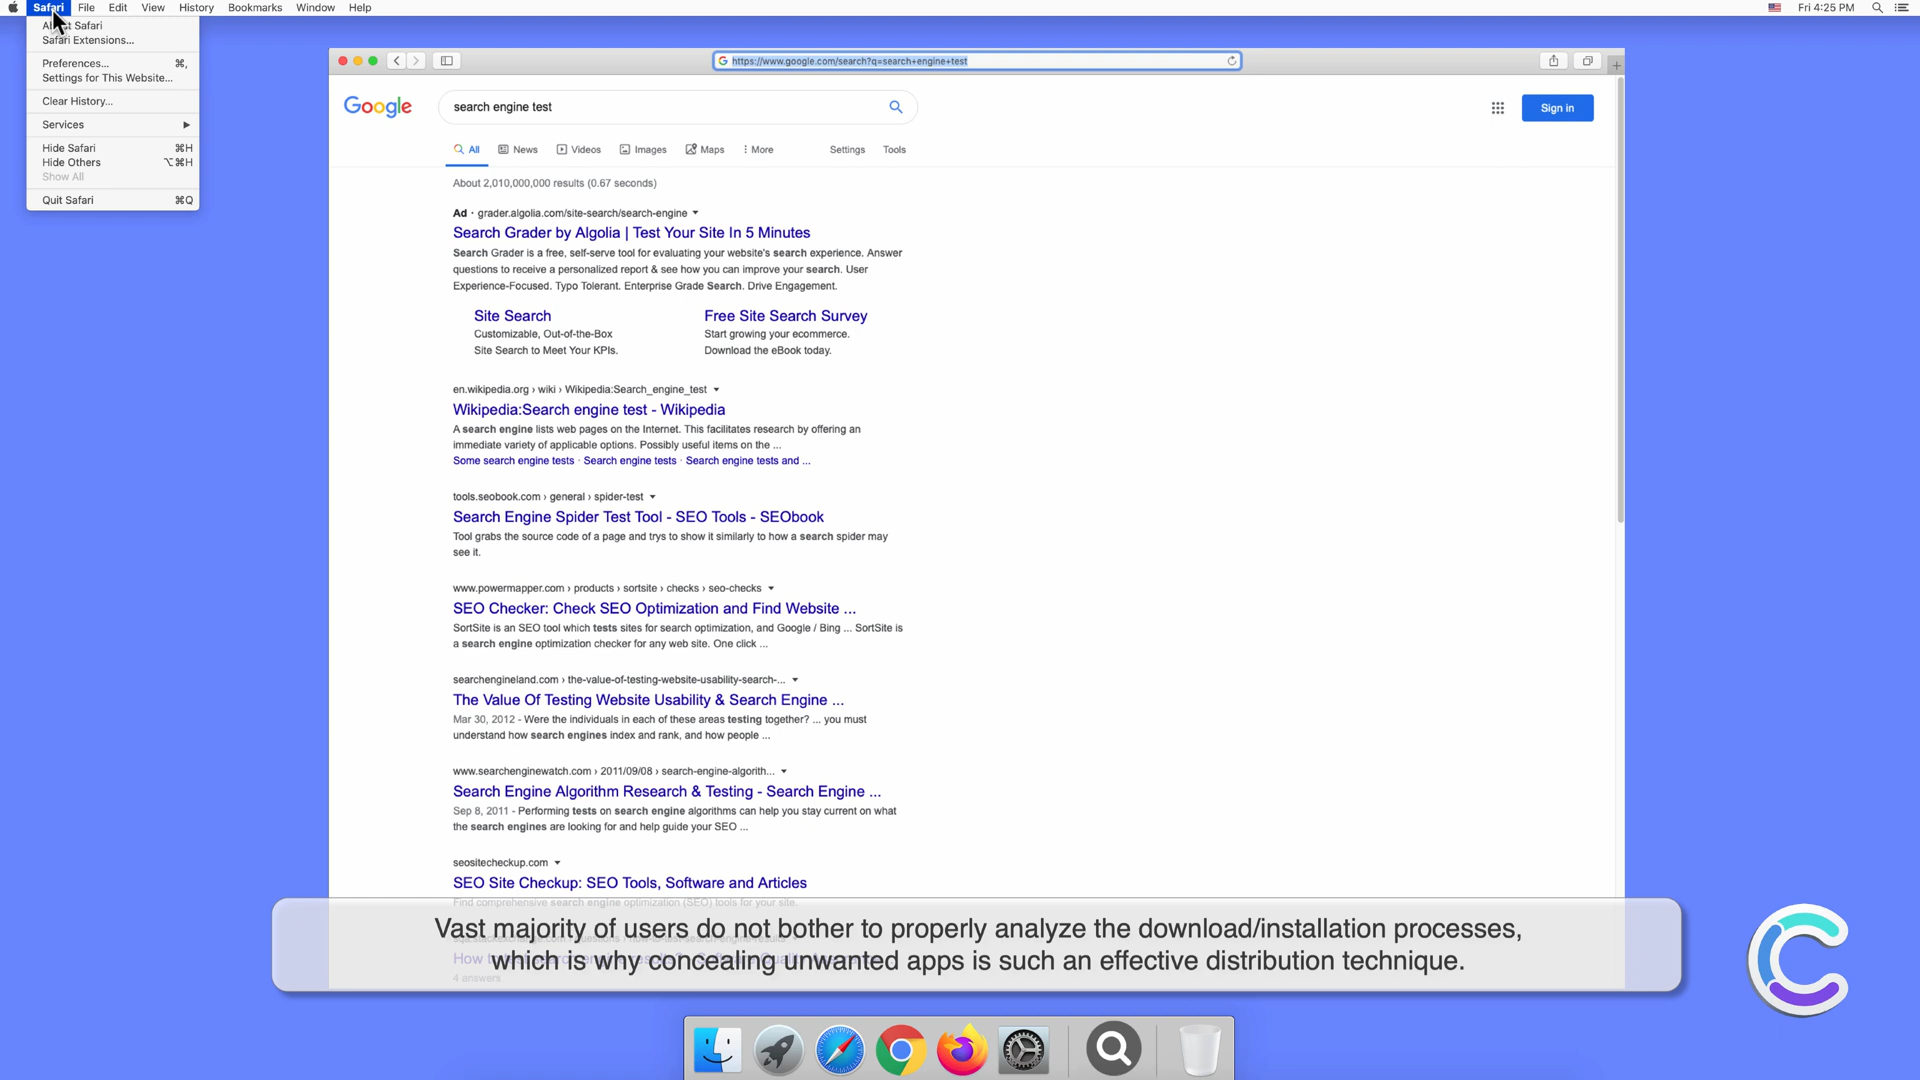 Safari File Edit View History Bookmarks Window Help
Fri 4:25 PM
Safari
Safari Extensions...
Preferences... ⌘,
Settings for This Website...
Clear History...
Services ▶
Hide Safari ⌘H
Hide Others ⌥⌘H
Show All
Quit Safari ⌘Q
https://www.google.com/search?q=search+engine+test
Google
search engine test
Sign in
All News Videos Images Maps More Settings Tools
About 2,010,000,000 results (0.67 seconds)
Ad · grader.algolia.com/site-search/search-engine
Search Grader by Algolia | Test Your Site In 5 Minutes
Search Grader is a free, self-serve tool for evaluating your website's search experience. Answer
questions to receive a personalized report & see how you can improve your search. User
Experience-Focused. Typo Tolerant. Enterprise Grade Search. Drive Engagement.
Site Search
Customizable, Out-of-the-Box
Site Search to Meet Your KPIs.
Free Site Search Survey
Start growing your ecommerce.
Download the eBook today.
en.wikipedia.org › wiki › Wikipedia:Search_engine_test
Wikipedia:Search engine test - Wikipedia
A search engine lists web pages on the Internet. This facilitates research by offering an
immediate variety of applicable options. Possibly useful items on the ...
Some search engine tests · Search engine tests · Search engine tests and ...
tools.seobook.com › general › spider-test
Search Engine Spider Test Tool - SEO Tools - SEObook
Tool grabs the source code of a page and trys to show it similarly to how a search spider may
see it.
www.powermapper.com › products › sortsite › checks › seo-checks
SEO Checker: Check SEO Optimization and Find Website ...
SortSite is an SEO tool which tests sites for search optimization, and Google / Bing ... SortSite is
a search engine optimization checker for any web site. One click ...
searchengineland.com › the-value-of-testing-website-usability-search-...
The Value Of Testing Website Usability & Search Engine ...
Mar 30, 2012 - Were the individuals in each of these areas testing together? ... you must
understand how search engines index and rank, and how people ...
www.searchenginewatch.com › 2011/09/08 › search-engine-algorith...
Search Engine Algorithm Research & Testing - Search Engine ...
Sep 8, 2011 - Performing tests on search engine algorithms can help you stay current on what
the search engines are looking for and help guide your SEO ...
seositecheckup.com
SEO Site Checkup: SEO Tools, Software and Articles
Find comprehensive search engine optimization (SEO) tools for your site.
Vast majority of users do not bother to properly analyze the download/installation processes,
which is why concealing unwanted apps is such an effective distribution technique.
4 answers